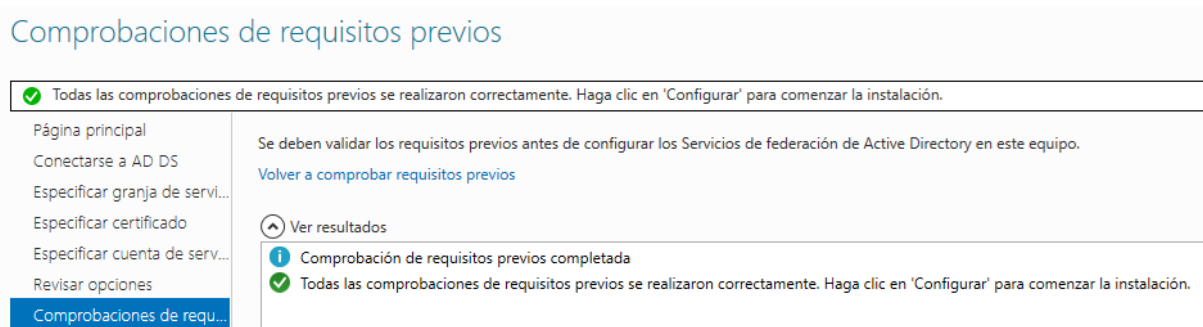 Comprobaciones de requisitos previos
Todas las comprobaciones de requisitos previos se realizaron correctamente. Haga clic en 'Configurar' para comenzar la instalación.
Página principal
Conectarse a AD DS
Especificar granja de servi...
Especificar certificado
Especificar cuenta de serv...
Revisar opciones
Comprobaciones de requ...
Se deben validar los requisitos previos antes de configurar los Servicios de federación de Active Directory en este equipo.
Volver a comprobar requisitos previos
Ver resultados
Comprobación de requisitos previos completada
Todas las comprobaciones de requisitos previos se realizaron correctamente. Haga clic en 'Configurar' para comenzar la instalación.